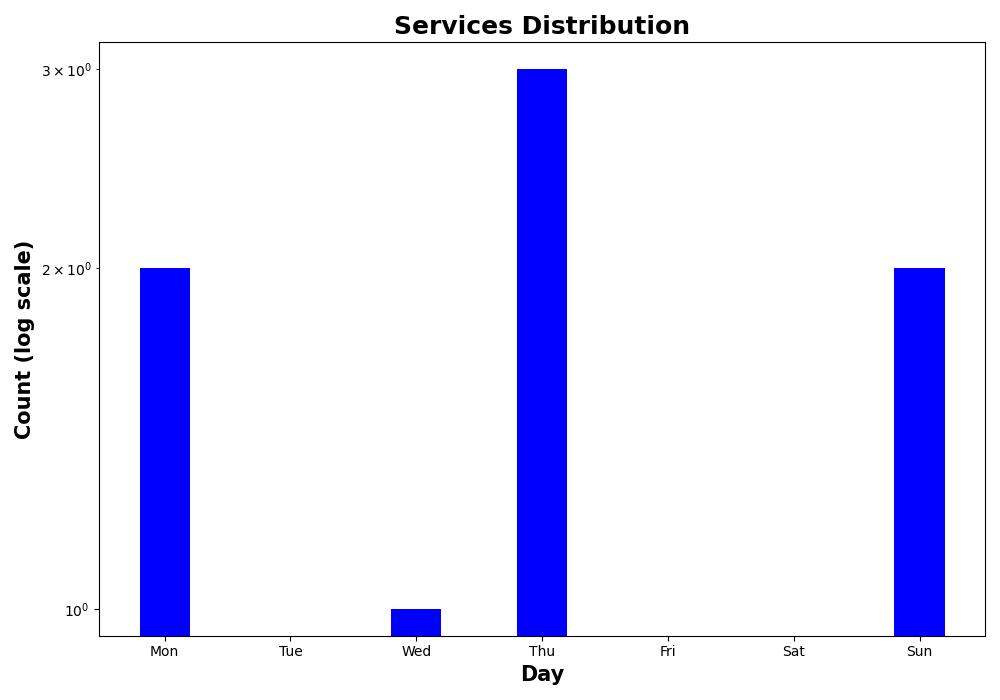 Services Distribution
Count (log scale)
3 × 10⁰
2 × 10⁰
10⁰
Mon Tue Wed Thu Fri Sat Sun
Day